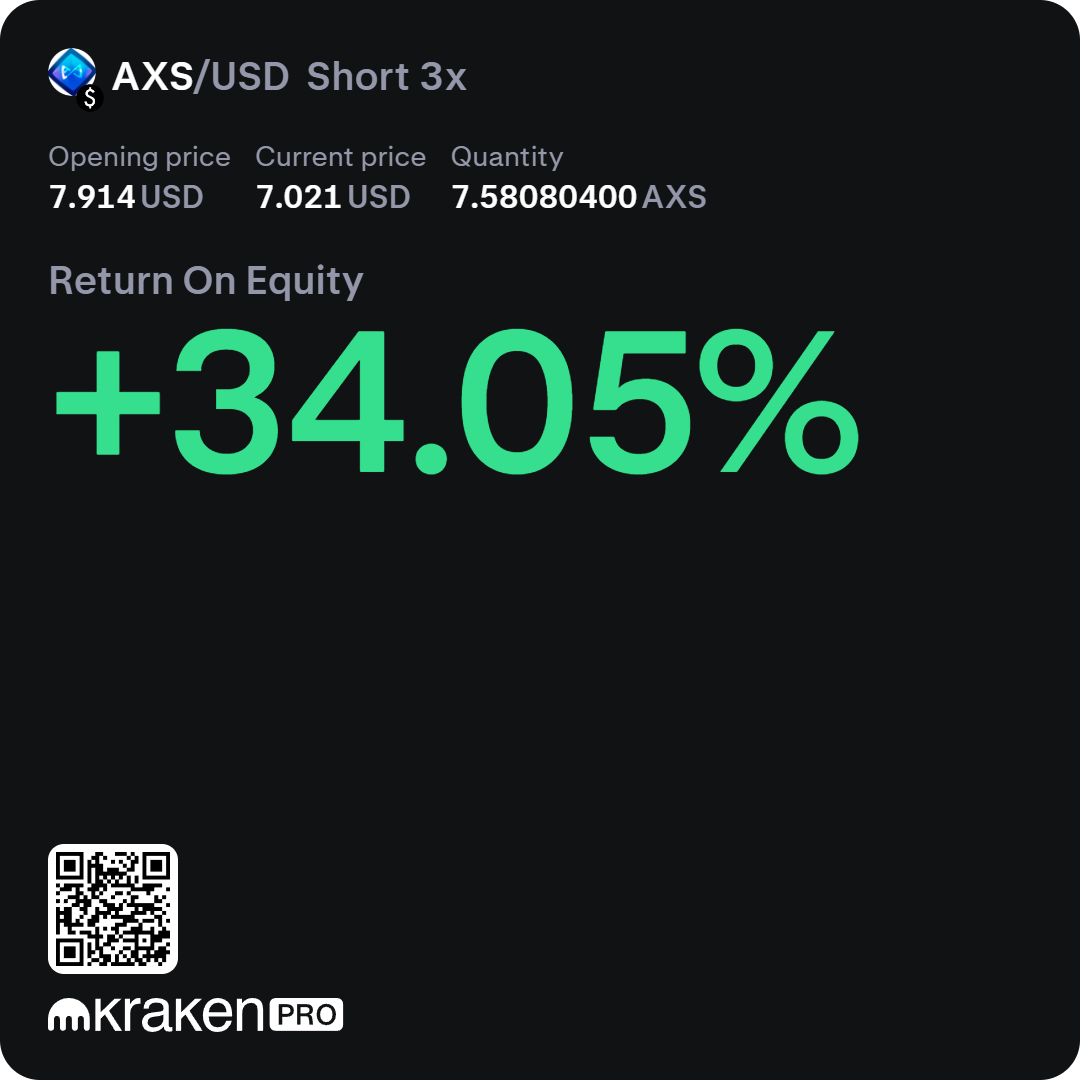 AXS/USD Short 3x
$
Opening price Current price Quantity
7.914 USD 7.021 USD 7.58080400 AXS
Return On Equity
+34.05%
kraken PRO